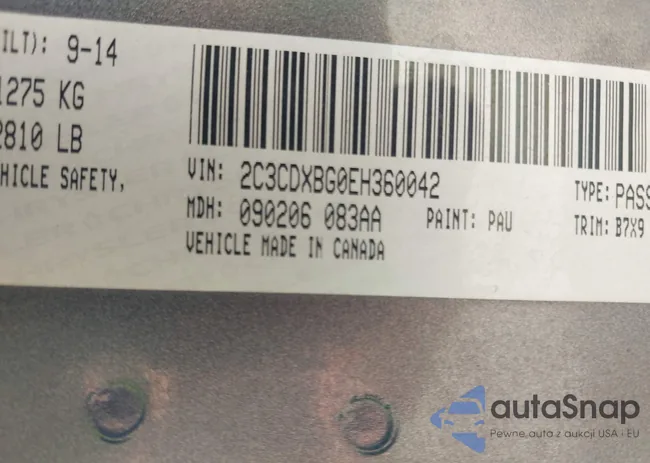 ILT): 9-14
1275 KG
2810 LB
HICLE SAFETY,
VIN: 2C3CDXBG0EH360042
TYPE: PASS
MDH: 090206 083AA
PAINT: PAU
TRIM: B7X9
VEHICLE MADE IN CANADA
autaSnap
Pewne auta z aukcji USA i EU